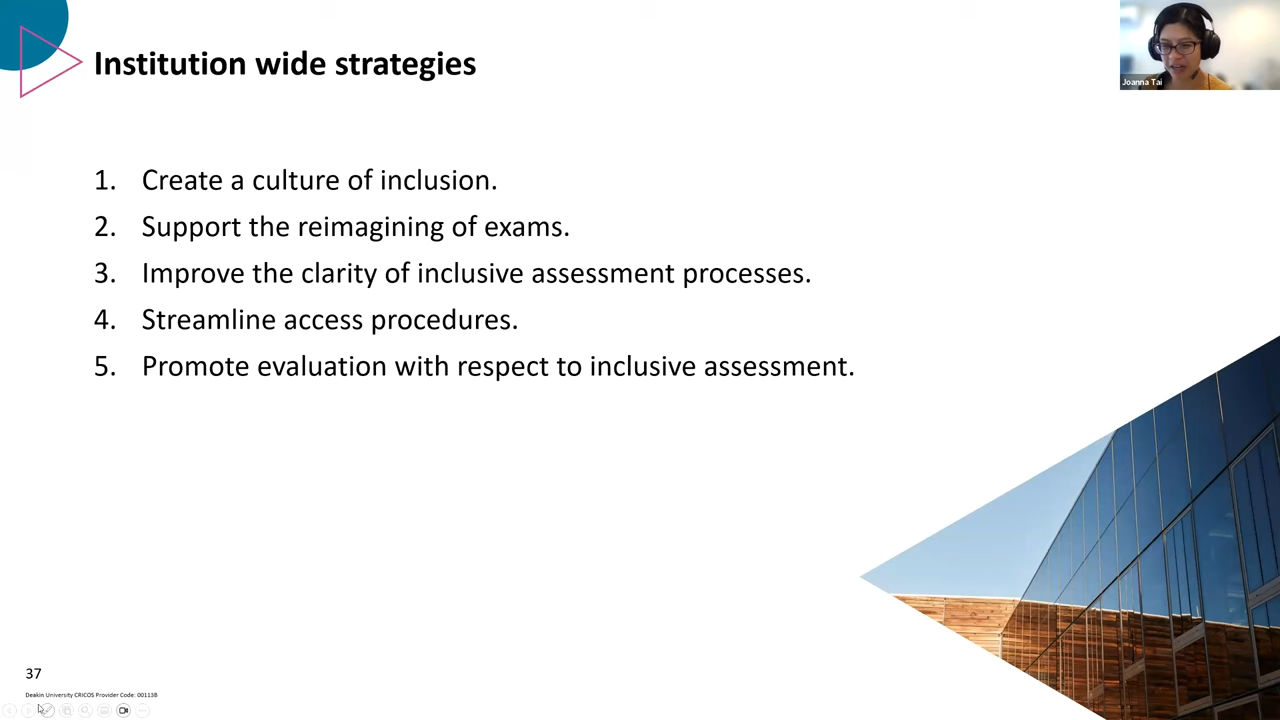 Institution wide strategies
Joanna Tai
1. Create a culture of inclusion.
2. Support the reimagining of exams.
3. Improve the clarity of inclusive assessment processes.
4. Streamline access procedures.
5. Promote evaluation with respect to inclusive assessment.
37
Deakin University CRICOS Provider Code: 00113B